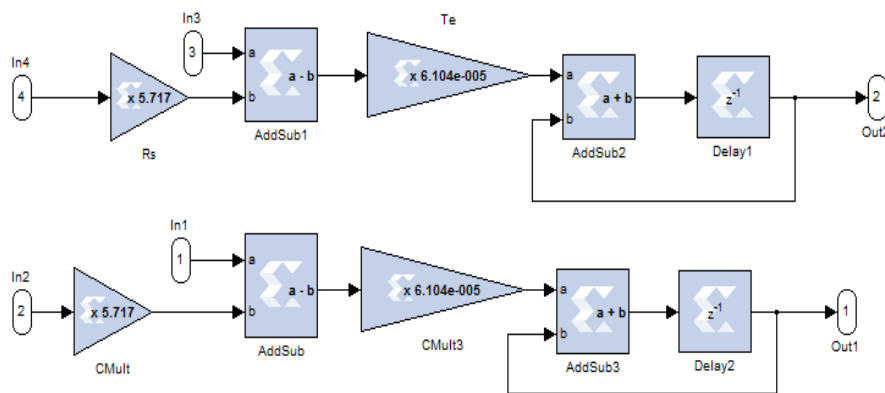 Te
In3
3
In4
4
x 5.717
Rs
a
b
a - b
AddSub1
x 6.104e-005
a
b
a + b
AddSub2
z-1
Delay1
2
Out2
In1
1
In2
2
x 5.717
CMult
a
b
a - b
AddSub
x 6.104e-005
CMult3
a
b
a + b
AddSub3
z-1
Delay2
1
Out1